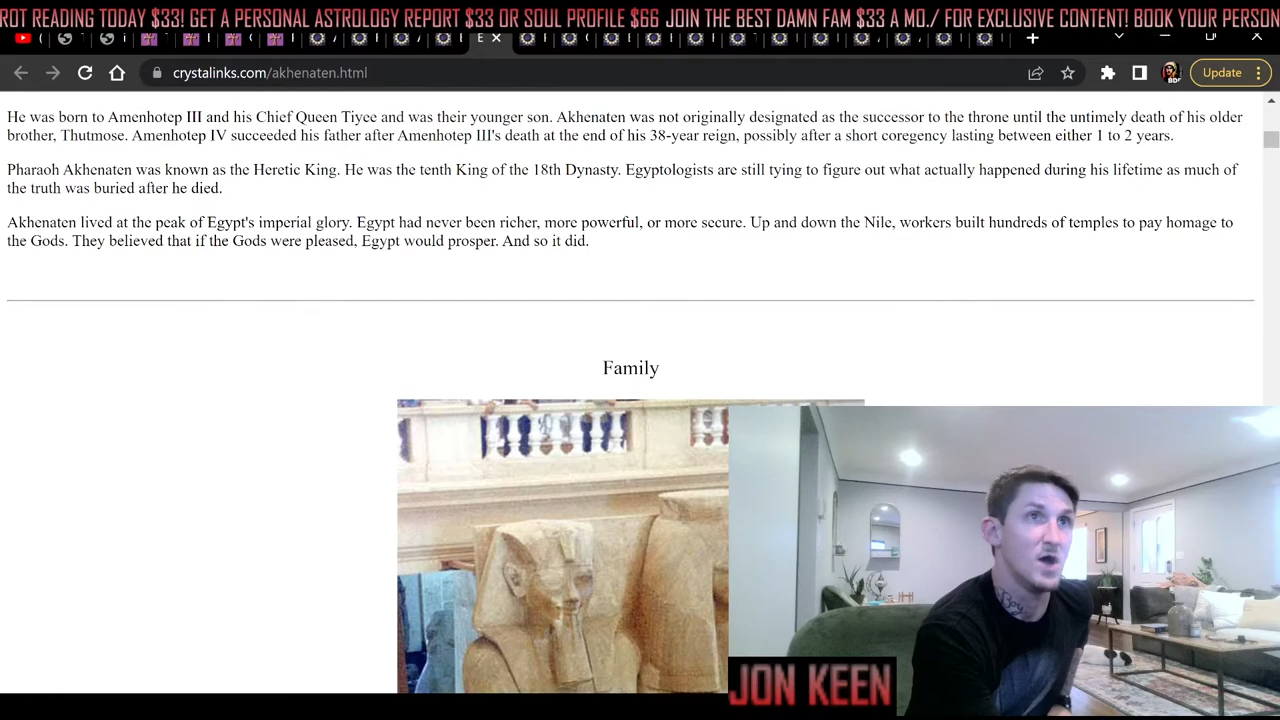 ROT READING TODAY $33! GET A PERSONAL ASTROLOGY REPORT $33 OR SOUL PROFILE $66 JOIN THE BEST DAMN FAM $33 A MO./ FOR EXCLUSIVE CONTENT! BOOK YOUR PERSON
crystalinks.com/akhenaten.html
Update
He was born to Amenhotep III and his Chief Queen Tiyee and was their younger son. Akhenaten was not originally designated as the successor to the throne until the untimely death of his older
brother, Thutmose. Amenhotep IV succeeded his father after Amenhotep III's death at the end of his 38-year reign, possibly after a short coregency lasting between either 1 to 2 years.
Pharaoh Akhenaten was known as the Heretic King. He was the tenth King of the 18th Dynasty. Egyptologists are still tying to figure out what actually happened during his lifetime as much of
the truth was buried after he died.
Akhenaten lived at the peak of Egypt's imperial glory. Egypt had never been richer, more powerful, or more secure. Up and down the Nile, workers built hundreds of temples to pay homage to
the Gods. They believed that if the Gods were pleased, Egypt would prosper. And so it did.
Family
Boy
JON KEEN